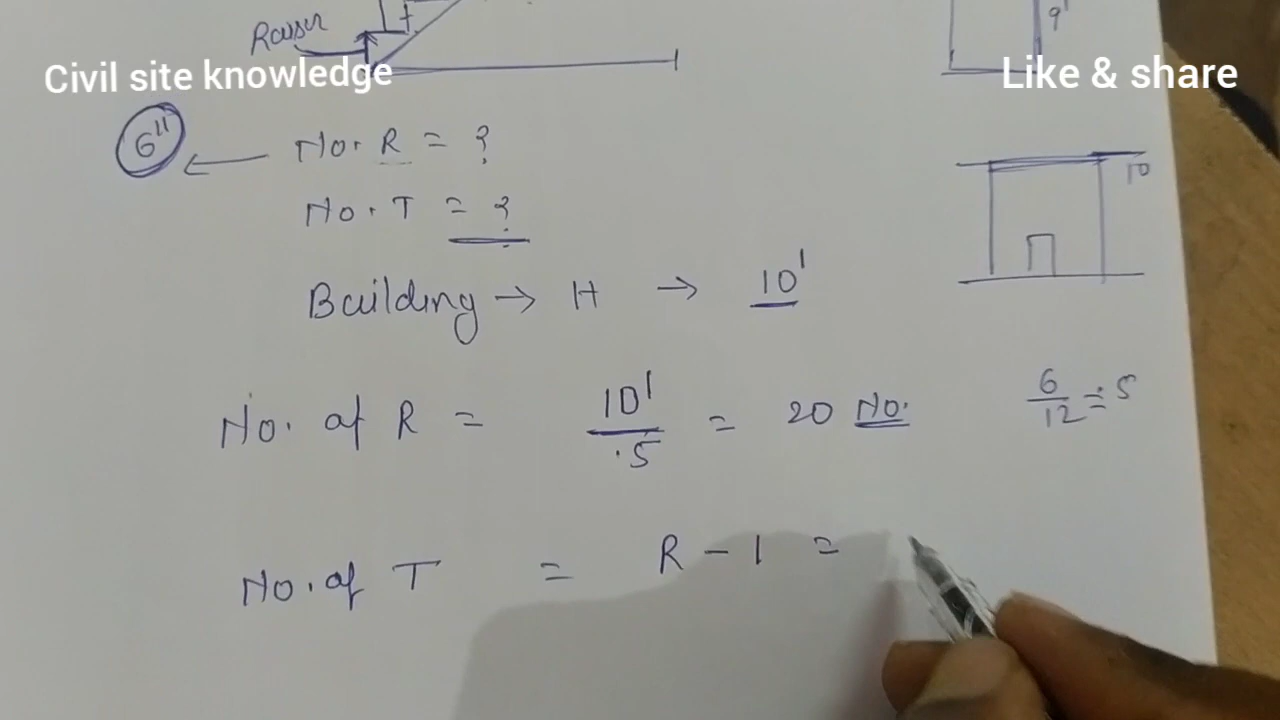 Raiser
t
9'
Civil site knowledge
Like & share
6"
No. R = ?
No. T = ?
10
Building → H → 10'
No. of R = 10' / .5 = 20 No.
6 / 12 = .5
No. of T = R - 1 =